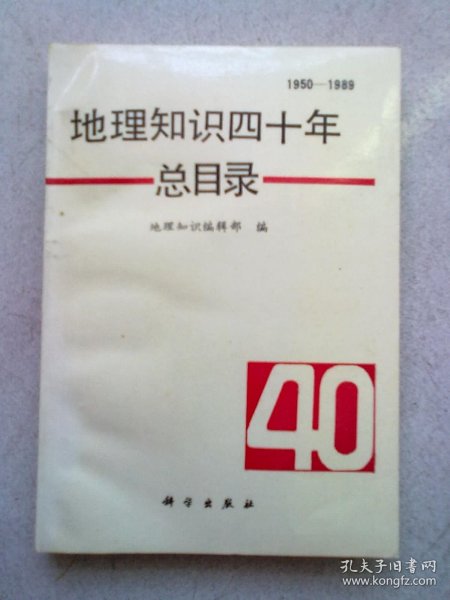 1950—1989
地理知识四十年
总目录
地理知识编辑部 编
40
科学出版社
孔夫子旧书网
www.kongfz.com